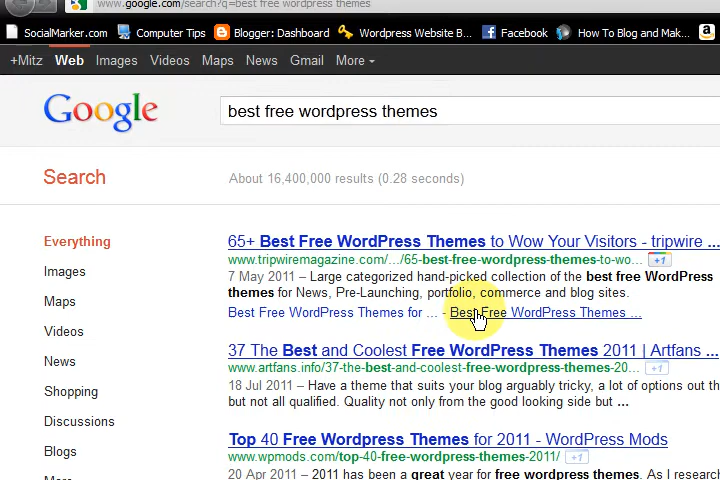 www.google.com/search?q=best free wordpress themes
SocialMarker.com Computer Tips Blogger: Dashboard Wordpress Website B... Facebook How To Blog and Mak... a
+Mitz Web Images Videos Maps News Gmail More
Google best free wordpress themes
Search About 16,400,000 results (0.28 seconds)
Everything
Images
Maps
Videos
News
Shopping
Discussions
Blogs
More
65+ Best Free WordPress Themes to Wow Your Visitors - tripwire ...
www.tripwiremagazine.com/.../65-best-free-wordpress-themes-to-wo... +1
7 May 2011 – Large categorized hand-picked collection of the best free WordPress
themes for News, Pre-Launching, portfolio, commerce and blog sites.
Best Free WordPress Themes for ... - Best Free WordPress Themes ...
37 The Best and Coolest Free WordPress Themes 2011 | Artfans ...
www.artfans.info/37-the-best-and-coolest-free-wordpress-themes-20... +1
18 Jul 2011 – Have a theme that suits your blog arguably tricky, a lot of options out th
but not all qualified. Quality not only from the good looking side but ...
Top 40 Free Wordpress Themes for 2011 - WordPress Mods
www.wpmods.com/top-40-free-wordpress-themes-2011/ +1
20 Apr 2011 – 2011 has been a great year for free wordpress themes. As I research